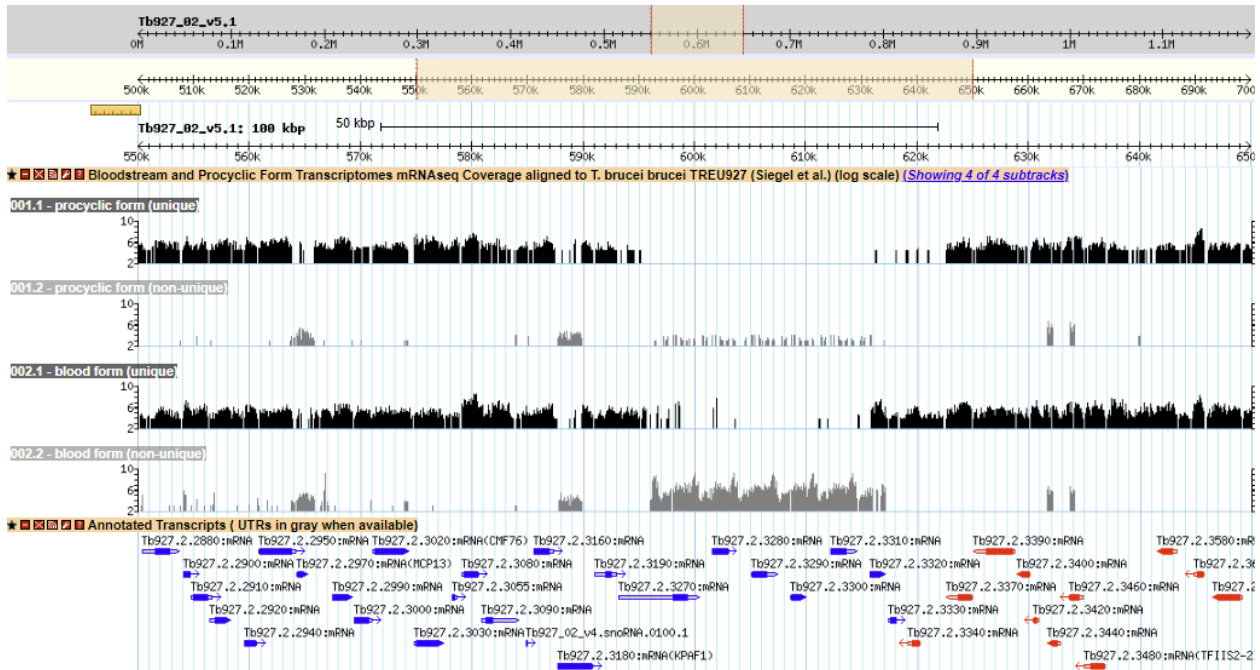 Tb927_02_v5.1
0M 0.1M 0.2M 0.3M 0.4M 0.5M 0.6M 0.7M 0.8M 0.9M 1M 1.1M
500k 510k 520k 530k 540k 550k 560k 570k 580k 590k 600k 610k 620k 630k 640k 650k 660k 670k 680k 690k 700
Tb927_02_v5.1: 100 kbp 50 kbp
550k 560k 570k 580k 590k 600k 610k 620k 630k 640k 650
Bloodstream and Procyclic Form Transcriptomes mRNAseq Coverage aligned to T. brucei brucei TREU927 (Siegel et al.) (log scale) (Showing 4 of 4 subtracks)
001.1 - procyclic form (unique)
10
6
2
001.2 - procyclic form (non-unique)
10
6
2
002.1 - blood form (unique)
10
6
2
002.2 - blood form (non-unique)
10
6
2
Annotated Transcripts ( UTRs in gray when available)
Tb927.2.2880:mRNA Tb927.2.2950:mRNA Tb927.2.3020:mRNA(CMF76) Tb927.2.3160:mRNA Tb927.2.3280:mRNA Tb927.2.3310:mRNA Tb927.2.3390:mRNA Tb927.2.3580:mRN
Tb927.2.2900:mRNA Tb927.2.2970:mRNA(MCP13) Tb927.2.3080:mRNA Tb927.2.3190:mRNA Tb927.2.3290:mRNA Tb927.2.3320:mRNA Tb927.2.3400:mRNA Tb927.2.36
Tb927.2.2910:mRNA Tb927.2.2990:mRNA Tb927.2.3055:mRNA Tb927.2.3270:mRNA Tb927.2.3300:mRNA Tb927.2.3370:mRNA Tb927.2.3460:mRNA Tb927.2
Tb927.2.2920:mRNA Tb927.2.3000:mRNA Tb927.2.3090:mRNA Tb927.2.3330:mRNA Tb927.2.3420:mRNA
Tb927.2.2940:mRNA Tb927.2.3030:mRNA Tb927_02_v4.snoRNA.0100.1 Tb927.2.3340:mRNA Tb927.2.3440:mRNA
Tb927.2.3180:mRNA(KPAF1) Tb927.2.3480:mRNA(TFIIS2-2